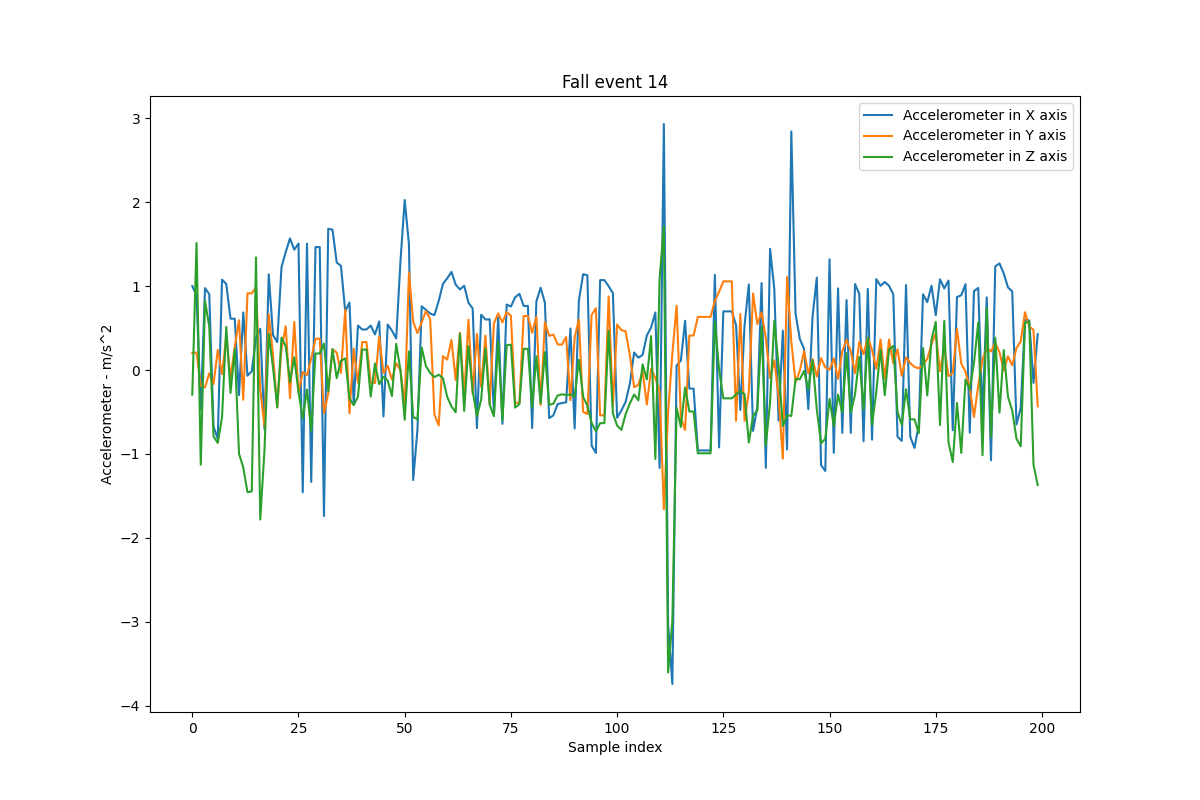 Fall event 14
Accelerometer in X axis
Accelerometer in Y axis
Accelerometer in Z axis
Accelerometer - m/s^2
3
2
1
0
−1
−2
−3
−4
0 25 50 75 100 125 150 175 200
Sample index